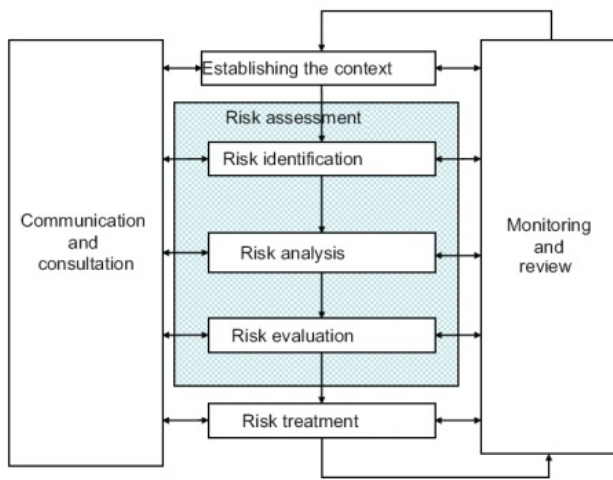 Establishing the context
Risk assessment
Risk identification
Communication
and
consultation
Risk analysis
Monitoring
and
review
Risk evaluation
Risk treatment